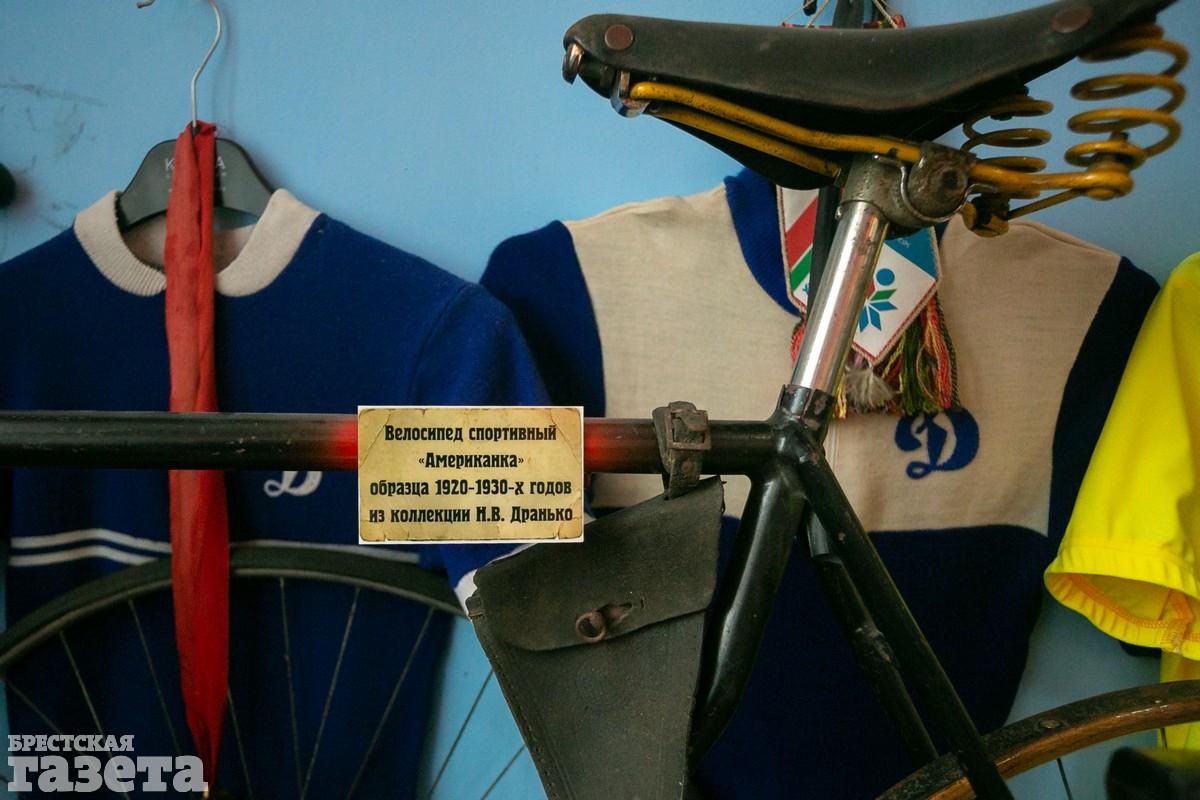 Велосипед спортивный
«Американка»
образца 1920-1930-х годов
из коллекции Н.В. Дранько
Д
Д
БРЕСТСКАЯ
газета